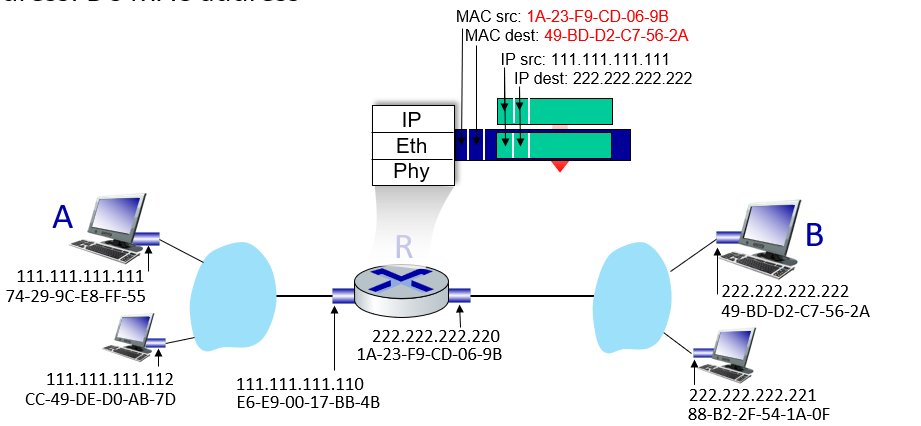 MAC src: 1A-23-F9-CD-06-9B
MAC dest: 49-BD-D2-C7-56-2A
IP src: 111.111.111.111
IP dest: 222.222.222.222
IP
Eth
Phy
A
R
B
111.111.111.111
74-29-9C-E8-FF-55
222.222.222.222
49-BD-D2-C7-56-2A
222.222.222.220
1A-23-F9-CD-06-9B
111.111.111.112
CC-49-DE-D0-AB-7D
111.111.111.110
E6-E9-00-17-BB-4B
222.222.222.221
88-B2-2F-54-1A-0F